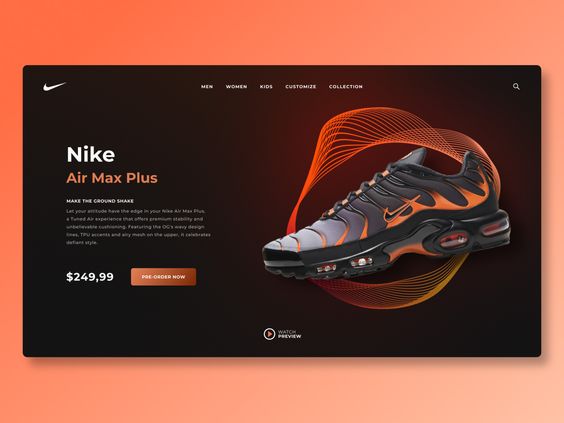 MEN WOMEN KIDS CUSTOMIZE COLLECTION
Nike
Air Max Plus
MAKE THE GROUND SHAKE
Let your attitude have the edge in your Nike Air Max Plus,
a Tuned Air experience that offers premium stability and
unbelievable cushioning. Featuring the OG's wavy design
lines, TPU accents and airy mesh on the upper, it celebrates
defiant style.
$249,99 PRE-ORDER NOW
WATCH
PREVIEW